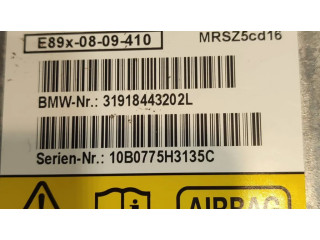 E89x-08-09-410 MRSZ5cd16
BMW-Nr.: 31918443202L
Serien-Nr.: 10B0775H3135C
AIRBAG